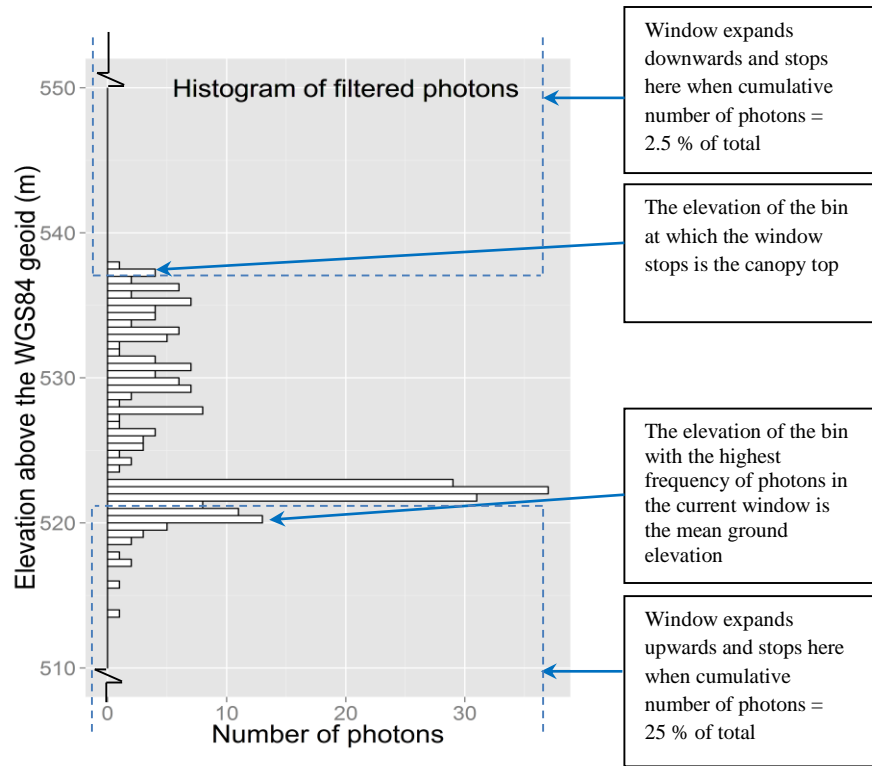 Histogram of filtered photons
Elevation above the WGS84 geoid (m)
550
540
530
520
510
0
10
20
30
Number of photons
Window expands
downwards and stops
here when cumulative
number of photons =
2.5 % of total
The elevation of the bin
at which the window
stops is the canopy top
The elevation of the bin
with the highest
frequency of photons in
the current window is
the mean ground
elevation
Window expands
upwards and stops here
when cumulative
number of photons =
25 % of total